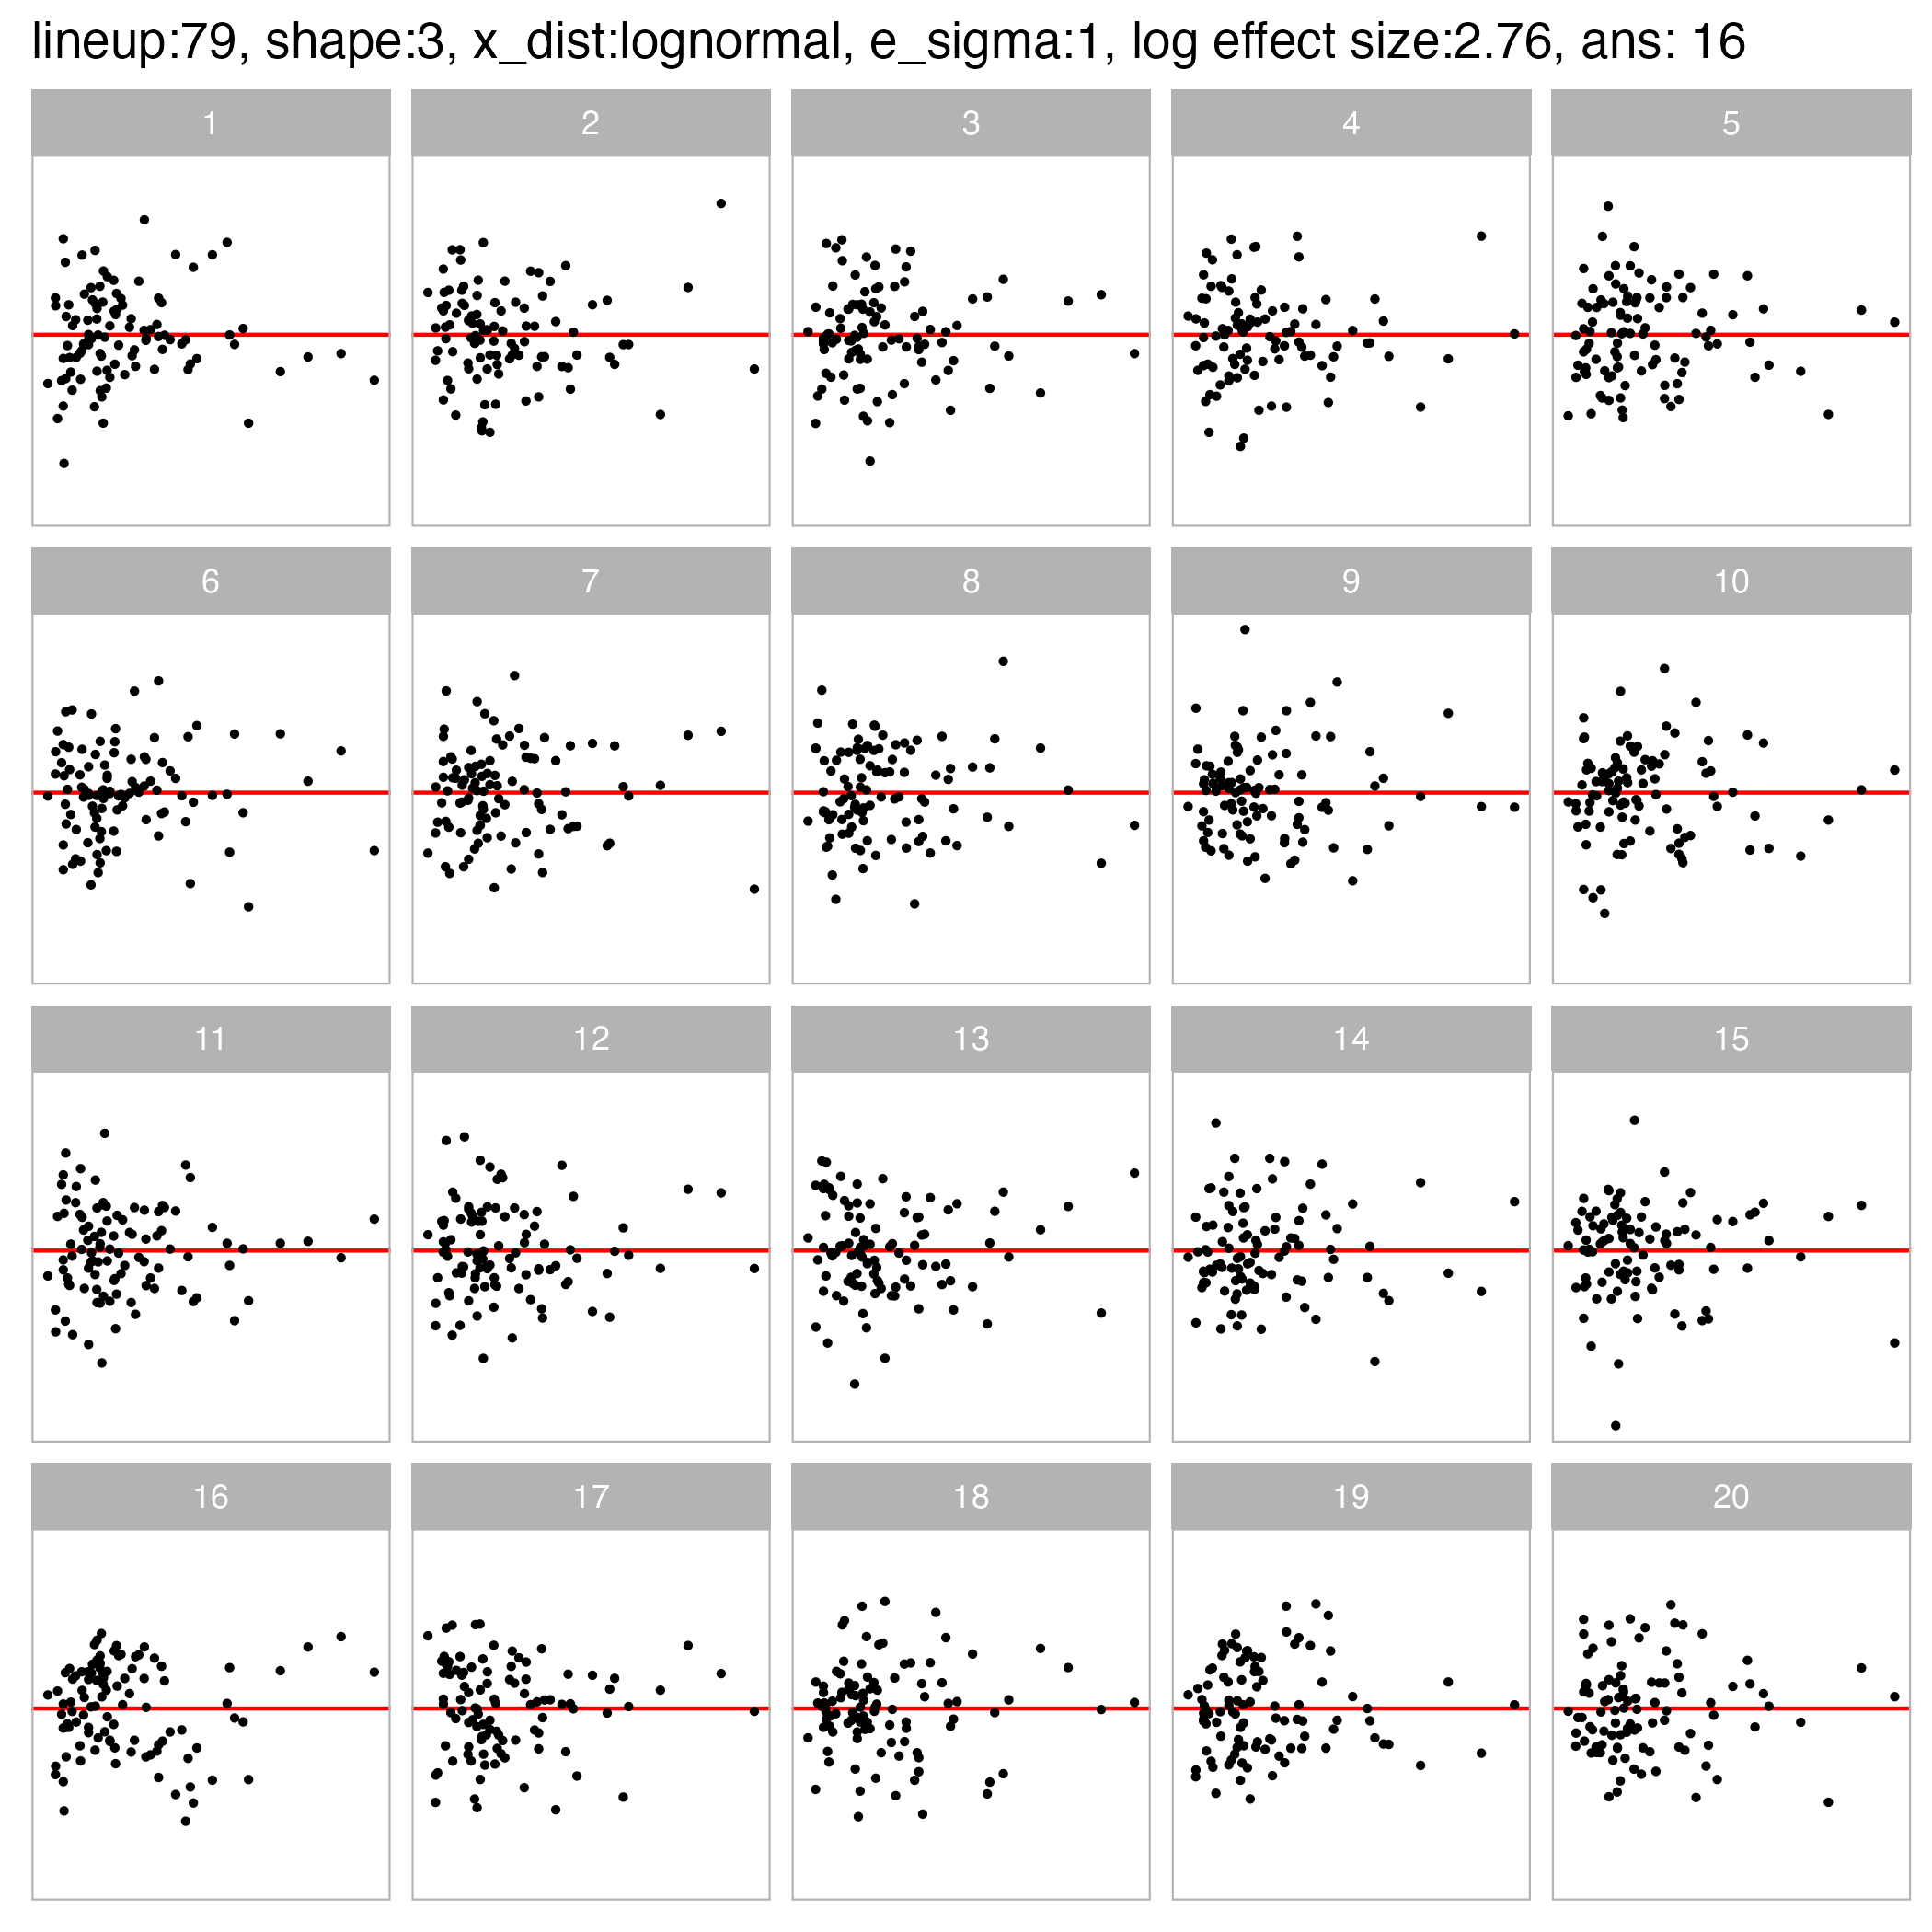 lineup:79, shape:3, x_dist:lognormal, e_sigma:1, log effect size:2.76, ans: 16
1 2 3 4 5
6 7 8 9 10
11 12 13 14 15
16 17 18 19 20